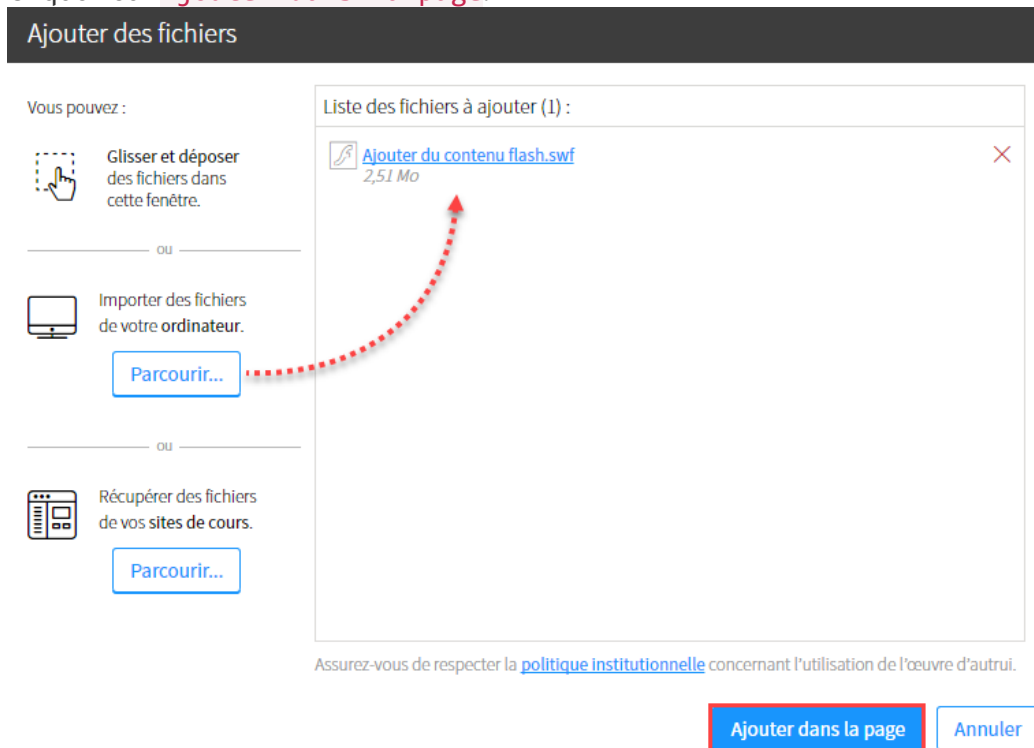 Ajouter des fichiers
Vous pouvez :
Glisser et déposer
des fichiers dans
cette fenêtre.
ou
Importer des fichiers
de votre ordinateur.
Parcourir...
ou
Récupérer des fichiers
de vos sites de cours.
Parcourir...
Liste des fichiers à ajouter (1) :
Ajouter du contenu flash.swf
2,51 Mo
Assurez-vous de respecter la politique institutionnelle concernant l'utilisation de l'œuvre d'autrui.
Ajouter dans la page
Annuler